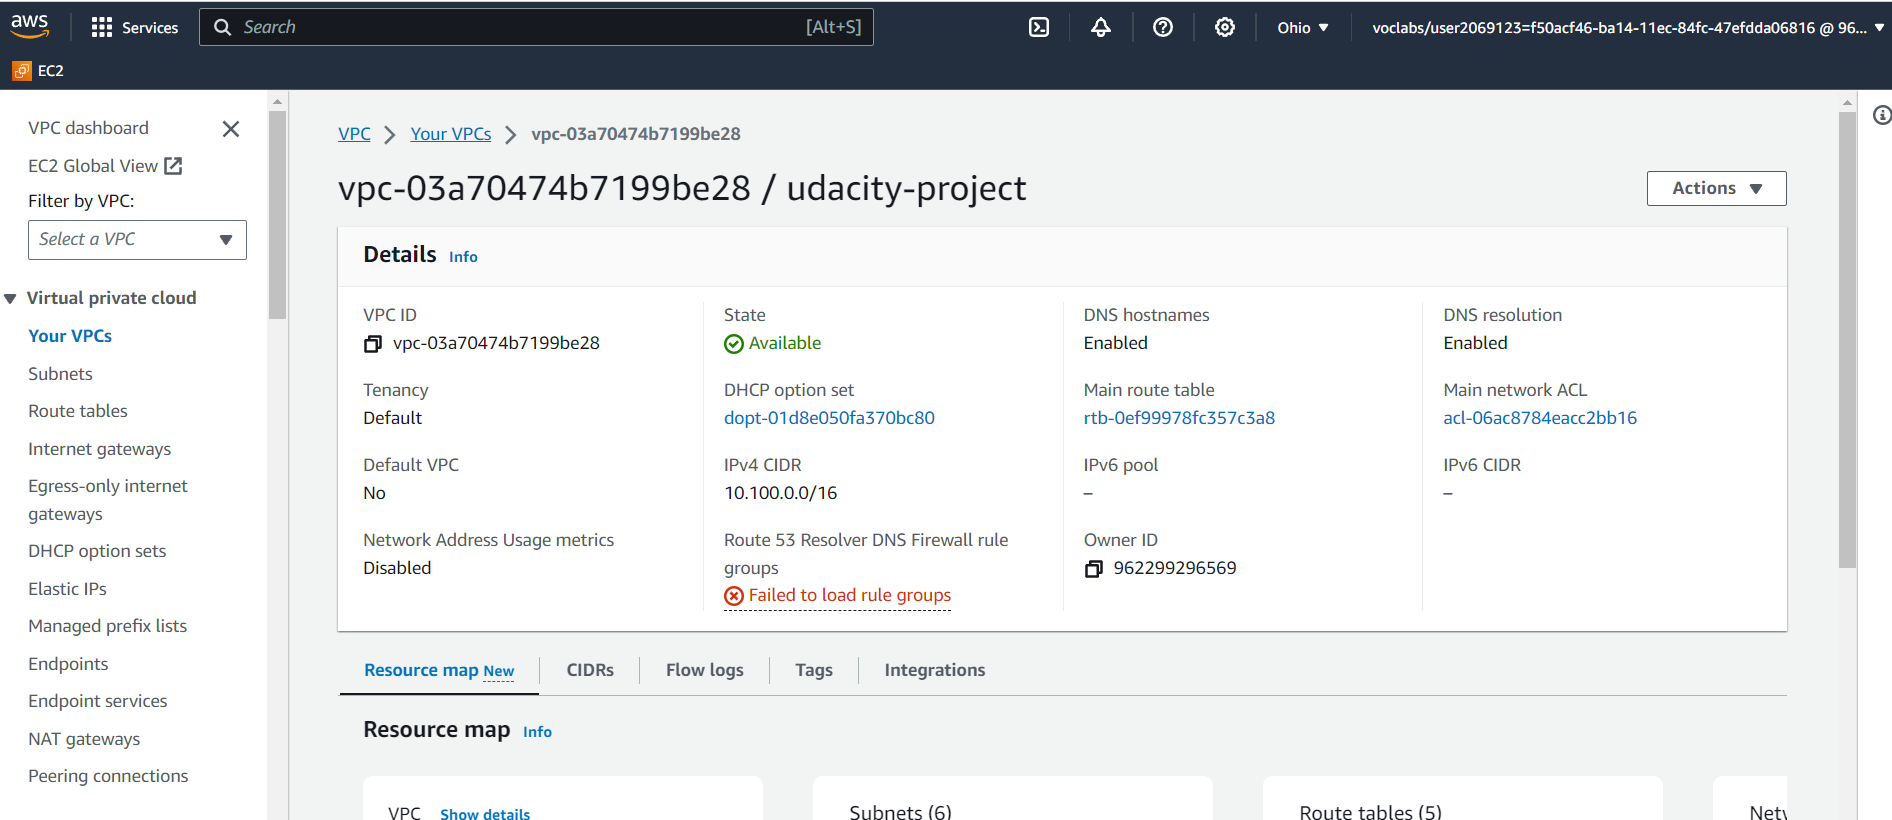 aws
Services
Search
[Alt+S]
Ohio
voclabs/user2069123=f50acf46-ba14-11ec-84fc-47efdda06816 @ 96...
EC2
VPC dashboard
EC2 Global View
Filter by VPC:
Select a VPC
Virtual private cloud
Your VPCs
Subnets
Route tables
Internet gateways
Egress-only internet
gateways
DHCP option sets
Elastic IPs
Managed prefix lists
Endpoints
Endpoint services
NAT gateways
Peering connections
VPC
Your VPCs
vpc-03a70474b7199be28
vpc-03a70474b7199be28 / udacity-project
Actions
Details Info
VPC ID
vpc-03a70474b7199be28
State
Available
DNS hostnames
Enabled
DNS resolution
Enabled
Tenancy
Default
DHCP option set
dopt-01d8e050fa370bc80
Main route table
rtb-0ef99978fc357c3a8
Main network ACL
acl-06ac8784eacc2bb16
Default VPC
No
IPv4 CIDR
10.100.0.0/16
IPv6 pool
–
IPv6 CIDR
–
Network Address Usage metrics
Disabled
Route 53 Resolver DNS Firewall rule
groups
Failed to load rule groups
Owner ID
962299296569
Resource map New
CIDRs
Flow logs
Tags
Integrations
Resource map Info
VPC Show details
Subnets (6)
Route tables (5)